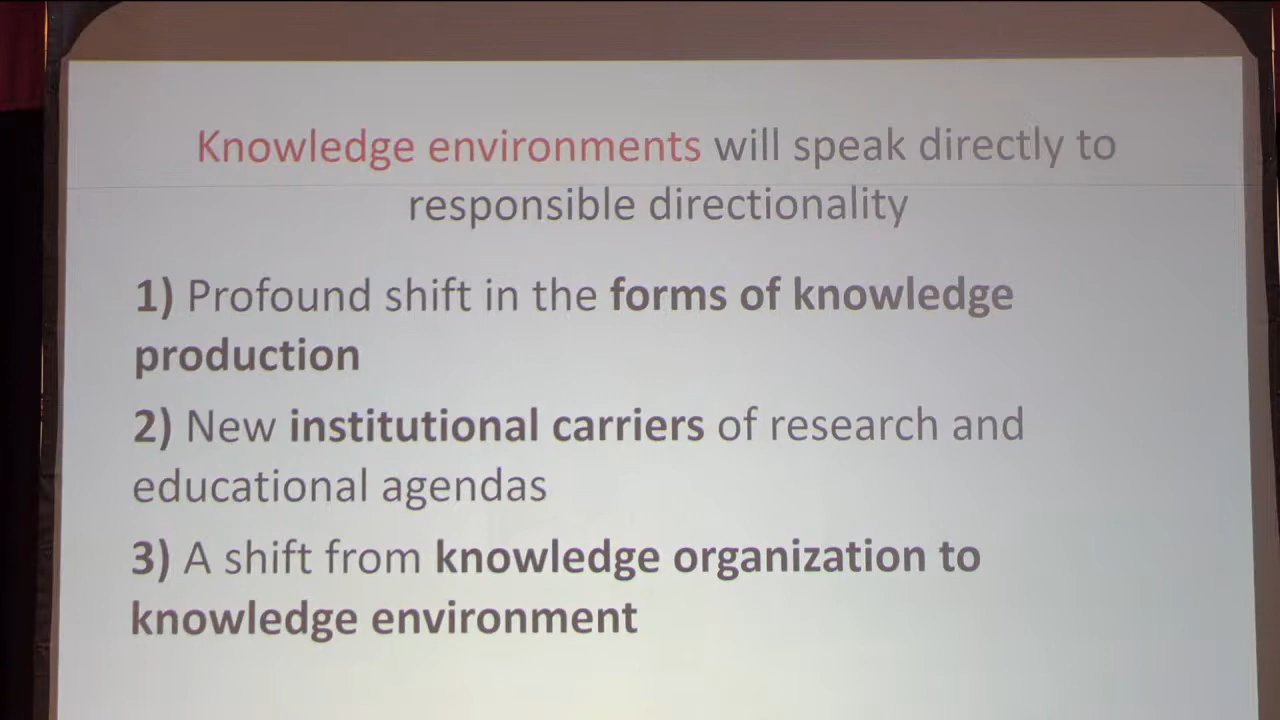 Knowledge environments will speak directly to
responsible directionality
1) Profound shift in the forms of knowledge
production
2) New institutional carriers of research and
educational agendas
3) A shift from knowledge organization to
knowledge environment